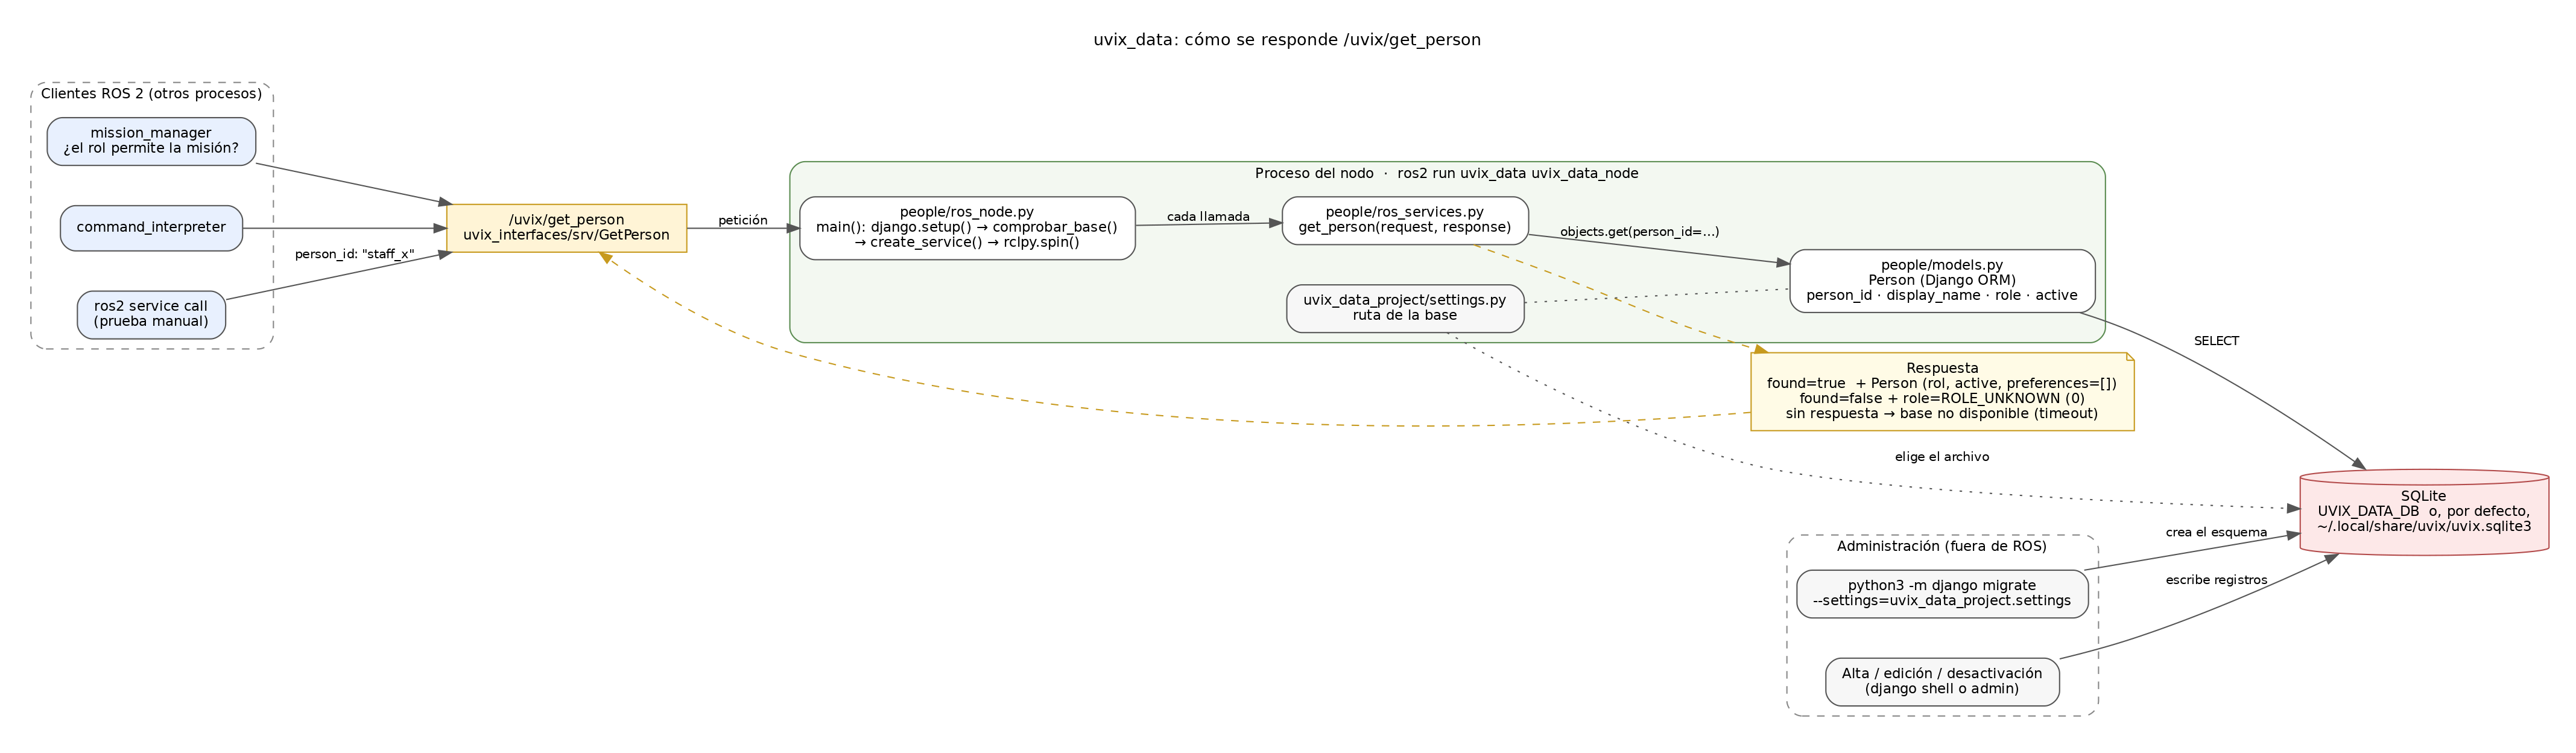 uvix_data: cómo se responde /uvix/get_person
Clientes ROS 2 (otros procesos)
mission_manager
¿el rol permite la misión?
command_interpreter
person_id: "staff_x"
ros2 service call
(prueba manual)
/uvix/get_person
uvix_interfaces/srv/GetPerson
petición
Proceso del nodo · ros2 run uvix_data uvix_data_node
people/ros_node.py
main(): django.setup() → comprobar_base()
→ create_service() → rclpy.spin()
cada llamada
people/ros_services.py
get_person(request, response)
objects.get(person_id=...)
people/models.py
Person (Django ORM)
person_id · display_name · role · active
uvix_data_project/settings.py
ruta de la base
Respuesta
found=true + Person (rol, active, preferences=[])
found=false + role=ROLE_UNKNOWN (0)
sin respuesta → base no disponible (timeout)
SELECT
elige el archivo
SQLite
UVIX_DATA_DB o, por defecto,
~/.local/share/uvix/uvix.sqlite3
Administración (fuera de ROS)
python3 -m django migrate
--settings=uvix_data_project.settings
crea el esquema
escribe registros
Alta / edición / desactivación
(django shell o admin)